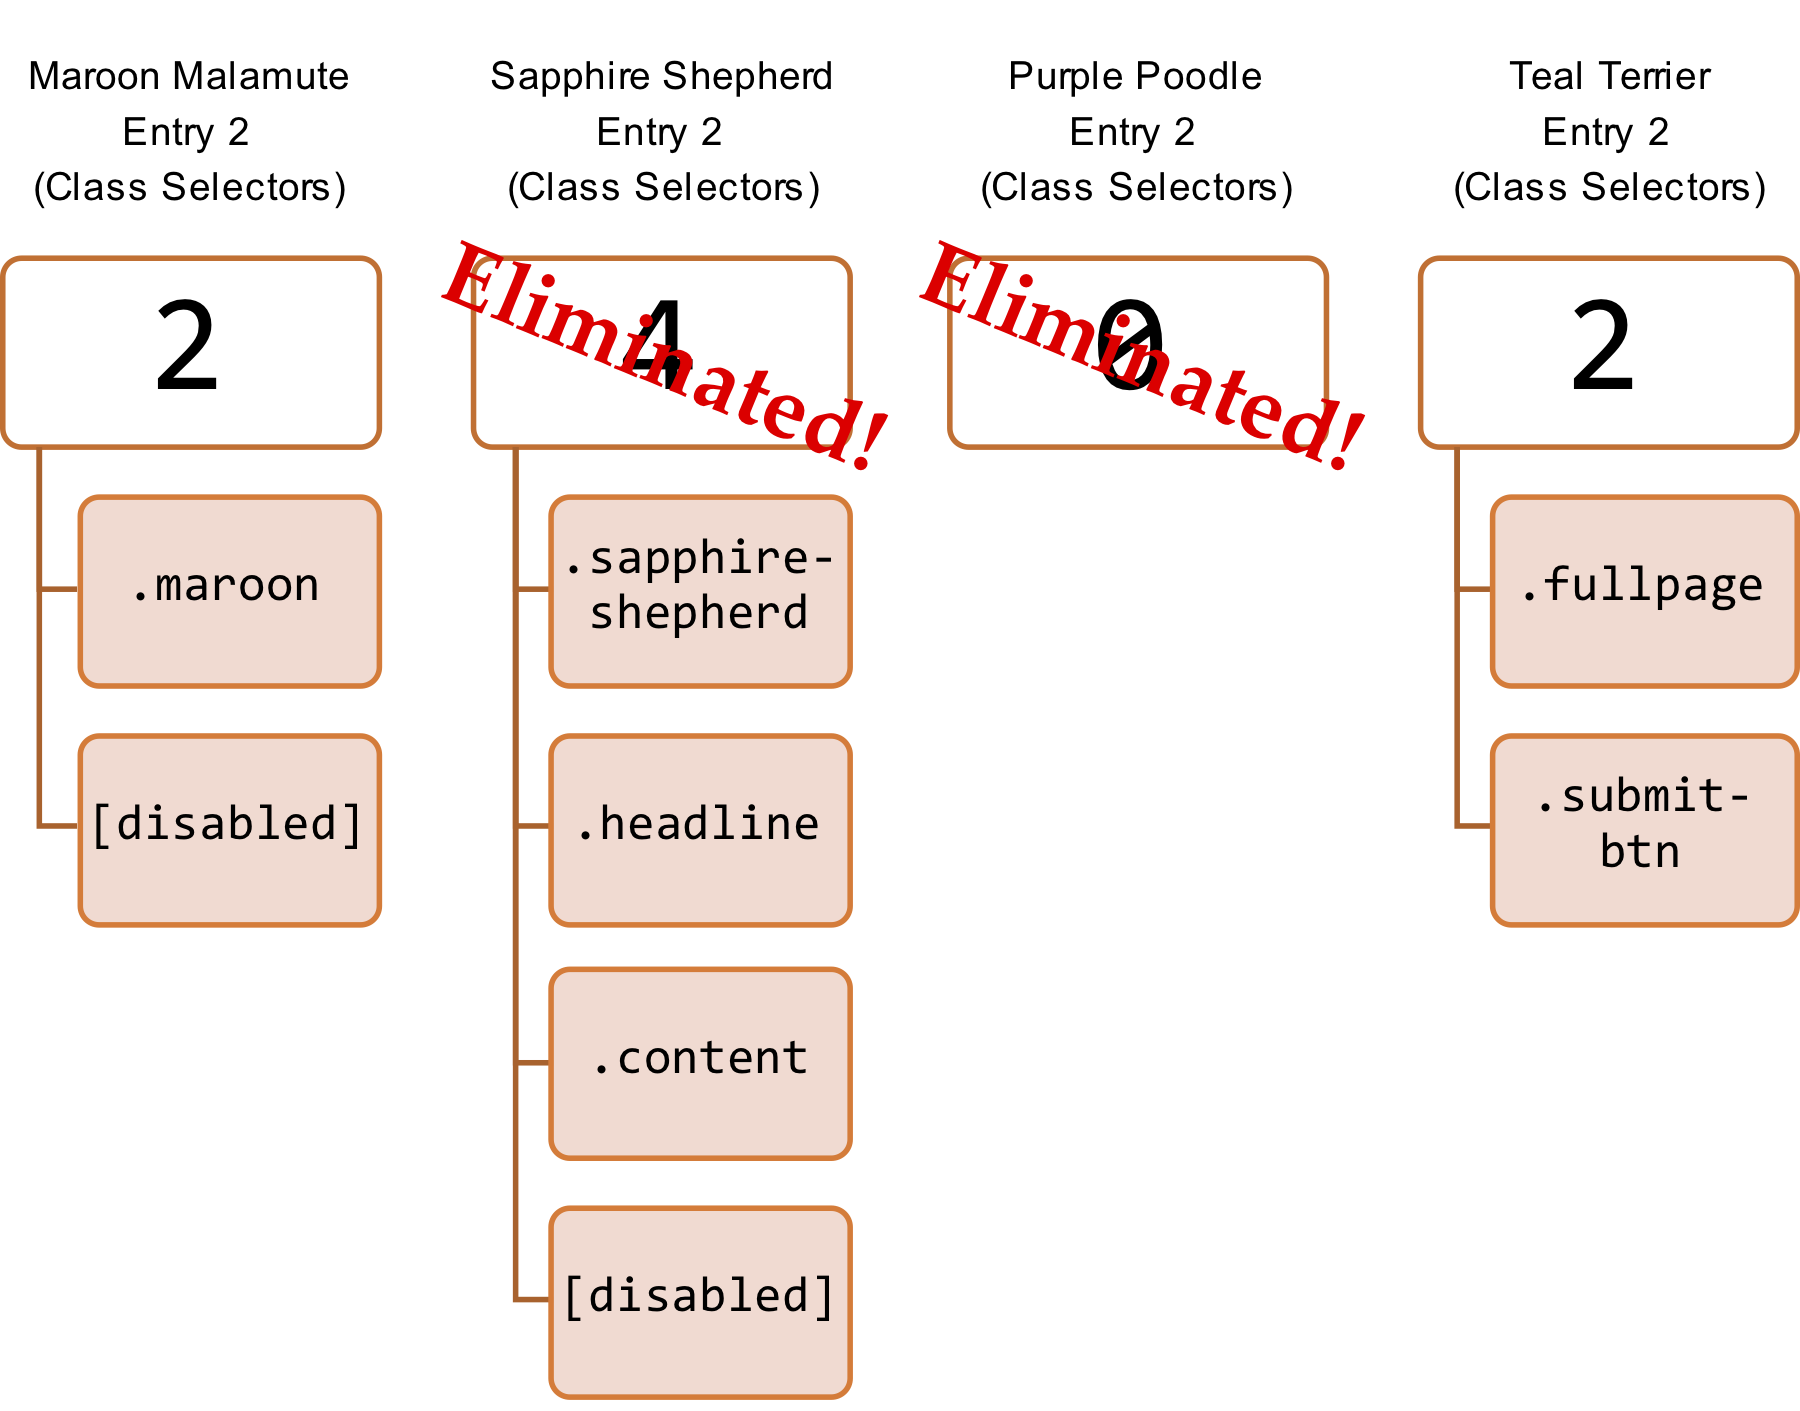 Maroon Malamute
Entry 2
(Class Selectors)
2
.maroon
[disabled]
Sapphire Shepherd
Entry 2
(Class Selectors)
4
Eliminated!
.sapphire-
shepherd
.headline
.content
[disabled]
Purple Poodle
Entry 2
(Class Selectors)
0
Eliminated!
Teal Terrier
Entry 2
(Class Selectors)
2
.fullpage
.submit-
btn